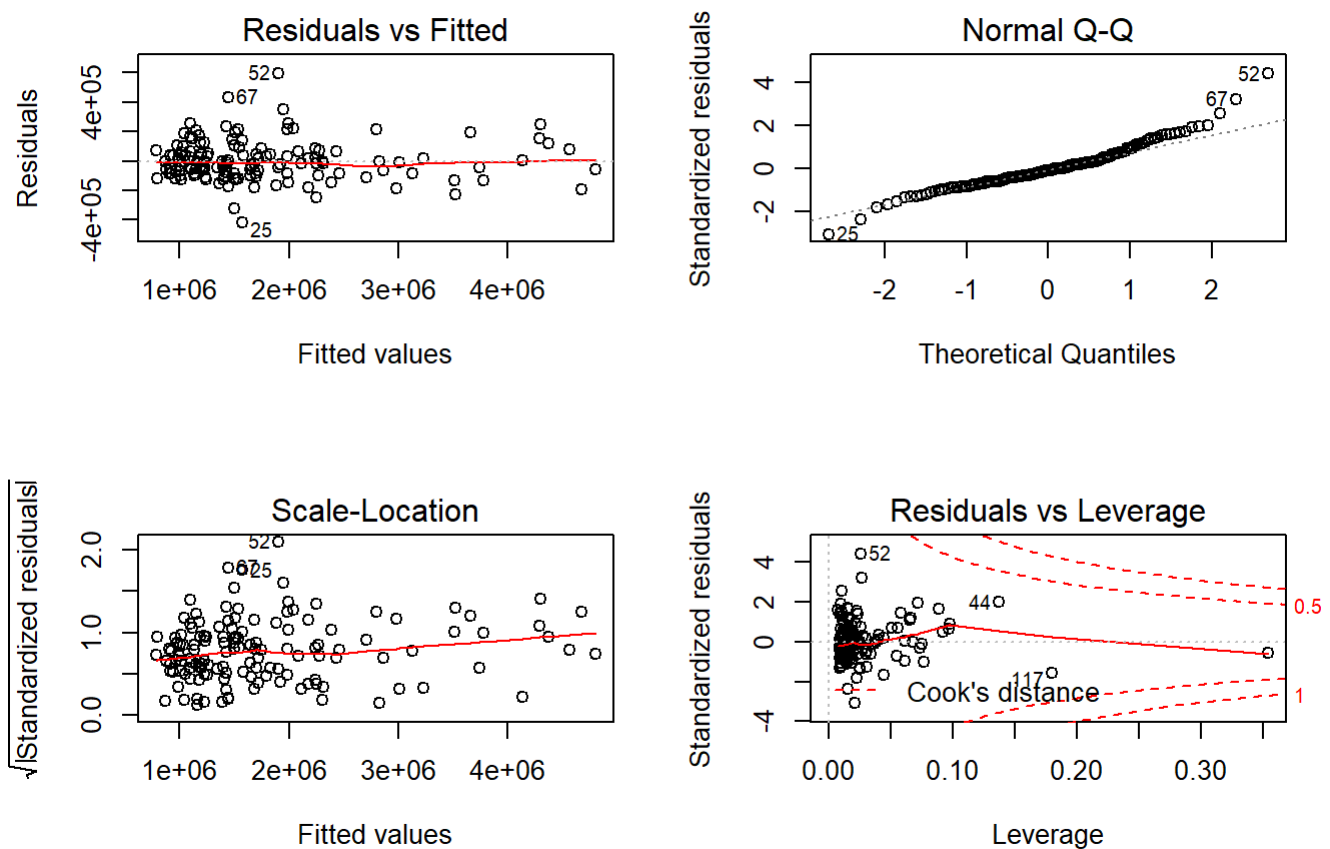 Residuals vs Fitted
Residuals
4e+05
-4e+05
52
67
25
1e+06 2e+06 3e+06 4e+06
Fitted values
Normal Q-Q
Standardized residuals
4
2
0
-2
52
67
25
-2 -1 0 1 2
Theoretical Quantiles
Scale-Location
√|Standardized residuals|
2.0
1.0
0.0
52
67
25
1e+06 2e+06 3e+06 4e+06
Fitted values
Residuals vs Leverage
Standardized residuals
4
2
0
-2
-4
52
44
117
Cook's distance
0.5
1
0.00 0.10 0.20 0.30
Leverage